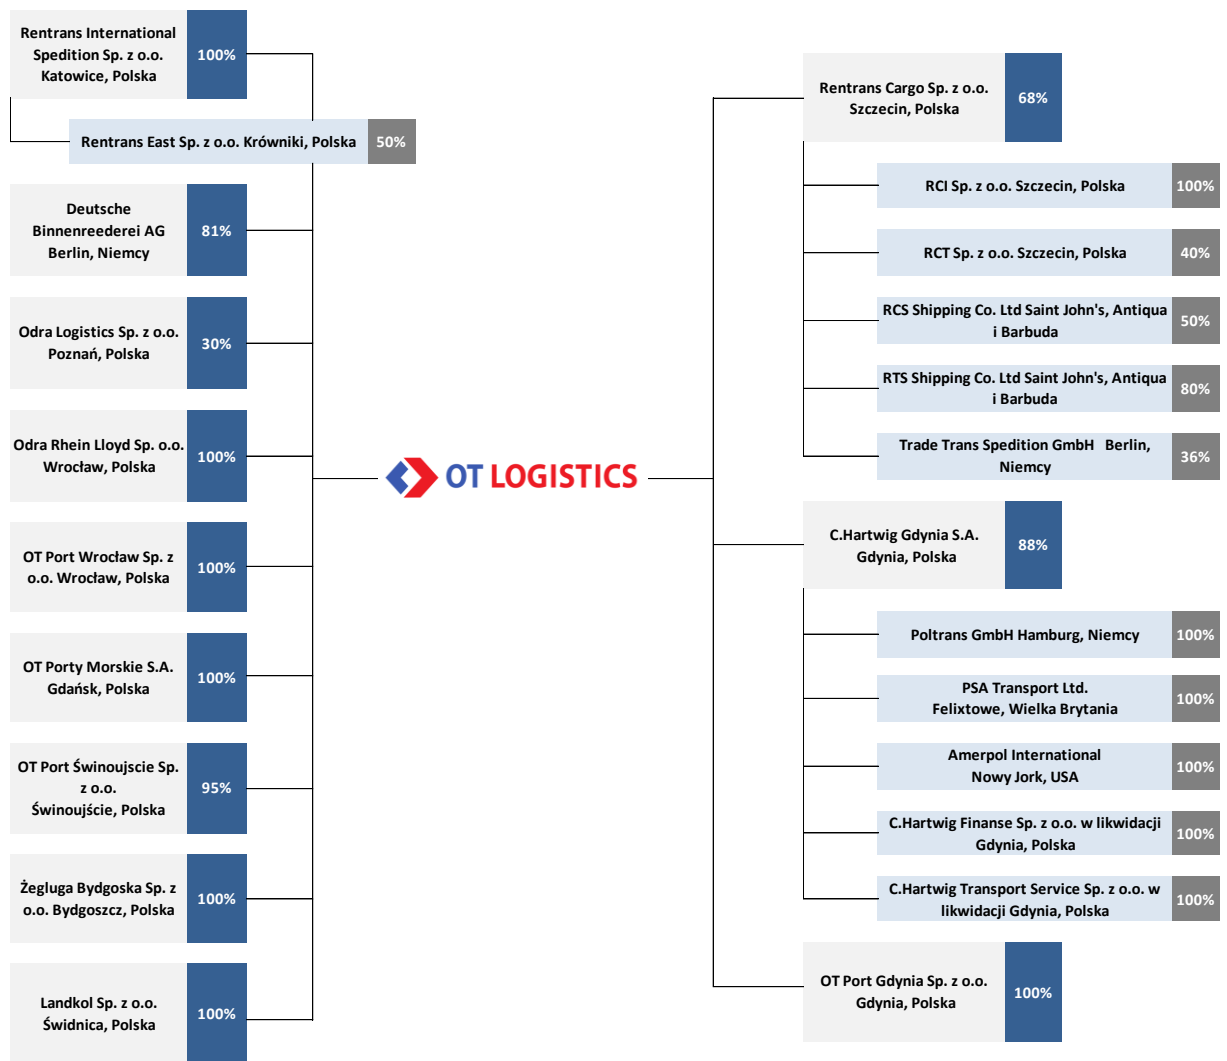 Rentrans International
Spedition Sp. z o.o.
Katowice, Polska
100%
Rentrans East Sp. z o.o. Krówniki, Polska
50%
Deutsche
Binnenreederei AG
Berlin, Niemcy
81%
Odra Logistics Sp. z o.o.
Poznań, Polska
30%
Odra Rhein Lloyd Sp. o.o.
Wrocław, Polska
100%
OT Port Wrocław Sp. z
o.o. Wrocław, Polska
100%
OT Porty Morskie S.A.
Gdańsk, Polska
100%
OT Port Świnoujscie Sp.
z o.o.
Świnoujście, Polska
95%
Żegluga Bydgoska Sp. z
o.o. Bydgoszcz, Polska
100%
Landkol Sp. z o.o.
Świdnica, Polska
100%
OT LOGISTICS
Rentrans Cargo Sp. z o.o.
Szczecin, Polska
68%
RCI Sp. z o.o. Szczecin, Polska
100%
RCT Sp. z o.o. Szczecin, Polska
40%
RCS Shipping Co. Ltd Saint John's, Antiqua
i Barbuda
50%
RTS Shipping Co. Ltd Saint John's, Antiqua
i Barbuda
80%
Trade Trans Spedition GmbH Berlin,
Niemcy
36%
C.Hartwig Gdynia S.A.
Gdynia, Polska
88%
Poltrans GmbH Hamburg, Niemcy
100%
PSA Transport Ltd.
Felixtowe, Wielka Brytania
100%
Amerpol International
Nowy Jork, USA
100%
C.Hartwig Finanse Sp. z o.o. w likwidacji
Gdynia, Polska
100%
C.Hartwig Transport Service Sp. z o.o. w
likwidacji Gdynia, Polska
100%
OT Port Gdynia Sp. z o.o.
Gdynia, Polska
100%